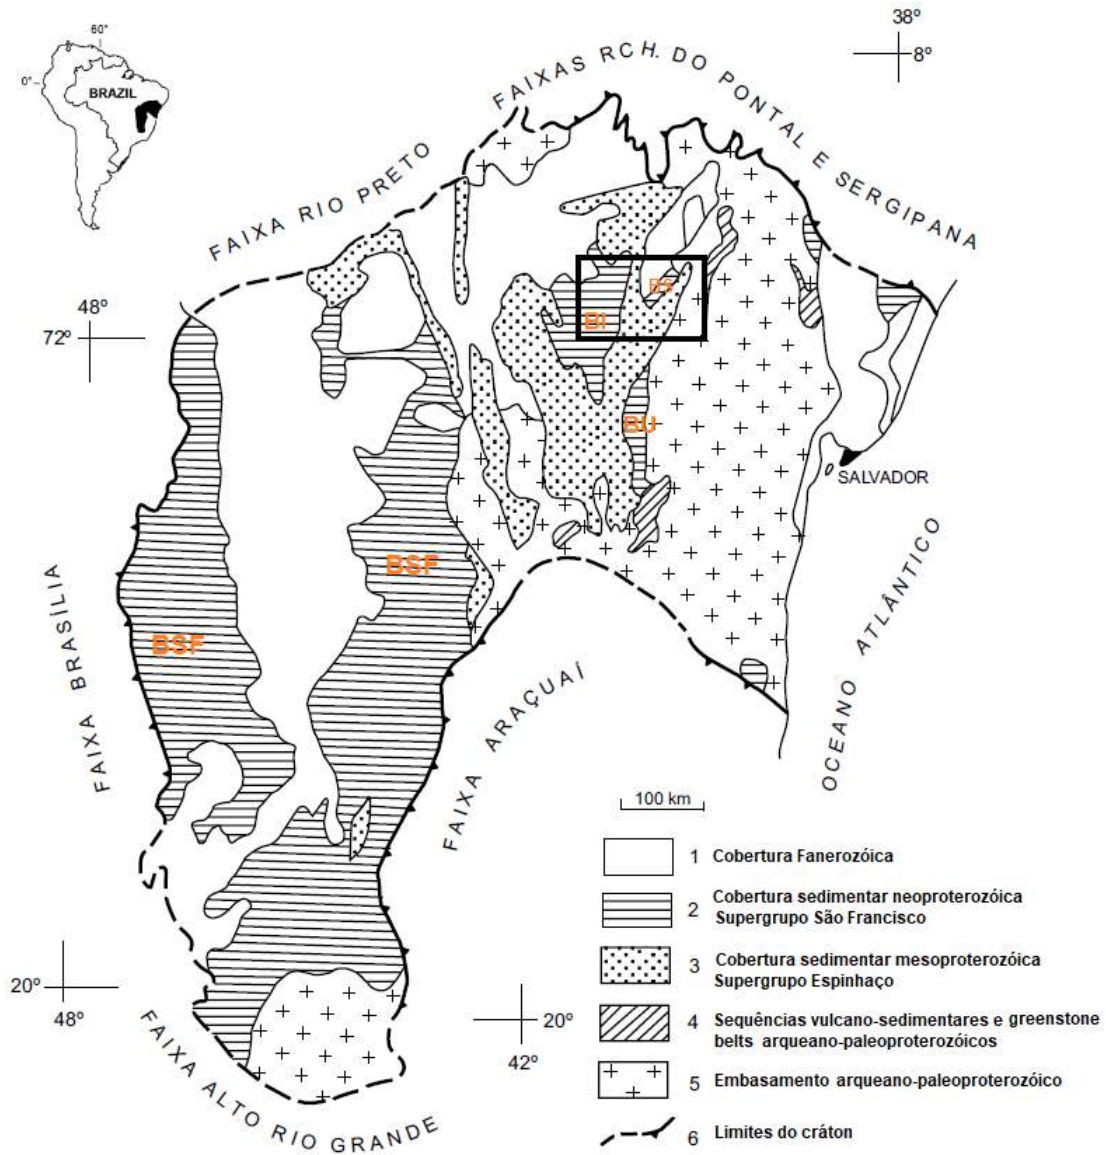 38º
8º
60°
0°
BRAZIL
FAIXAS RCH. DO PONTAL E SERGIPANA
FAIXA RIO PRETO
48º
72º
BS
BI
BU
SALVADOR
BSF
BSF
FAIXA BRASÍLIA
FAIXA ARAÇUAÍ
OCEANO ATLÂNTICO
100 km
1 Cobertura Fanerozóica
2 Cobertura sedimentar neoproterozóica
Supergrupo São Francisco
3 Cobertura sedimentar mesoproterozóica
Supergrupo Espinhaço
4 Sequências vulcano-sedimentares e greenstone
belts arqueano-paleoproterozóicos
5 Embasamento arqueano-paleoproterozóico
6 Limites do cráton
20º
48º
20º
42º
FAIXA ALTO RIO GRANDE